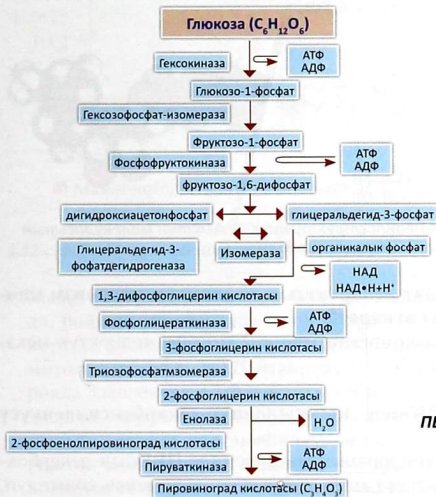 Глюкоза (C₆H₁₂O₆)
Гексокиназа
АТФ
АДФ
Глюкозо-1-фосфат
Гексозофосфат-изомераза
Фруктозо-1-фосфат
Фосфофруктокиназа
АТФ
АДФ
фруктозо-1,6-дифосфат
дигидроксиацетонфосфат
глицеральдегид-3-фосфат
Глицеральдегид-3-
фофатдегидрогеназа
Изомераза
органикалык фосфат
НАД
НАД•Н+Н⁺
1,3-дифосфоглицерин кислотасы
Фосфоглицераткиназа
АТФ
АДФ
3-фосфоглицерин кислотасы
Триозофосфатмзомераза
2-фосфоглицерин кислотасы
Енолаза
H₂O
2-фосфоенолпировиноград кислотасы
Пируваткиназа
АТФ
АДФ
Пировиноград кислотасы (C₃H₄O₃)